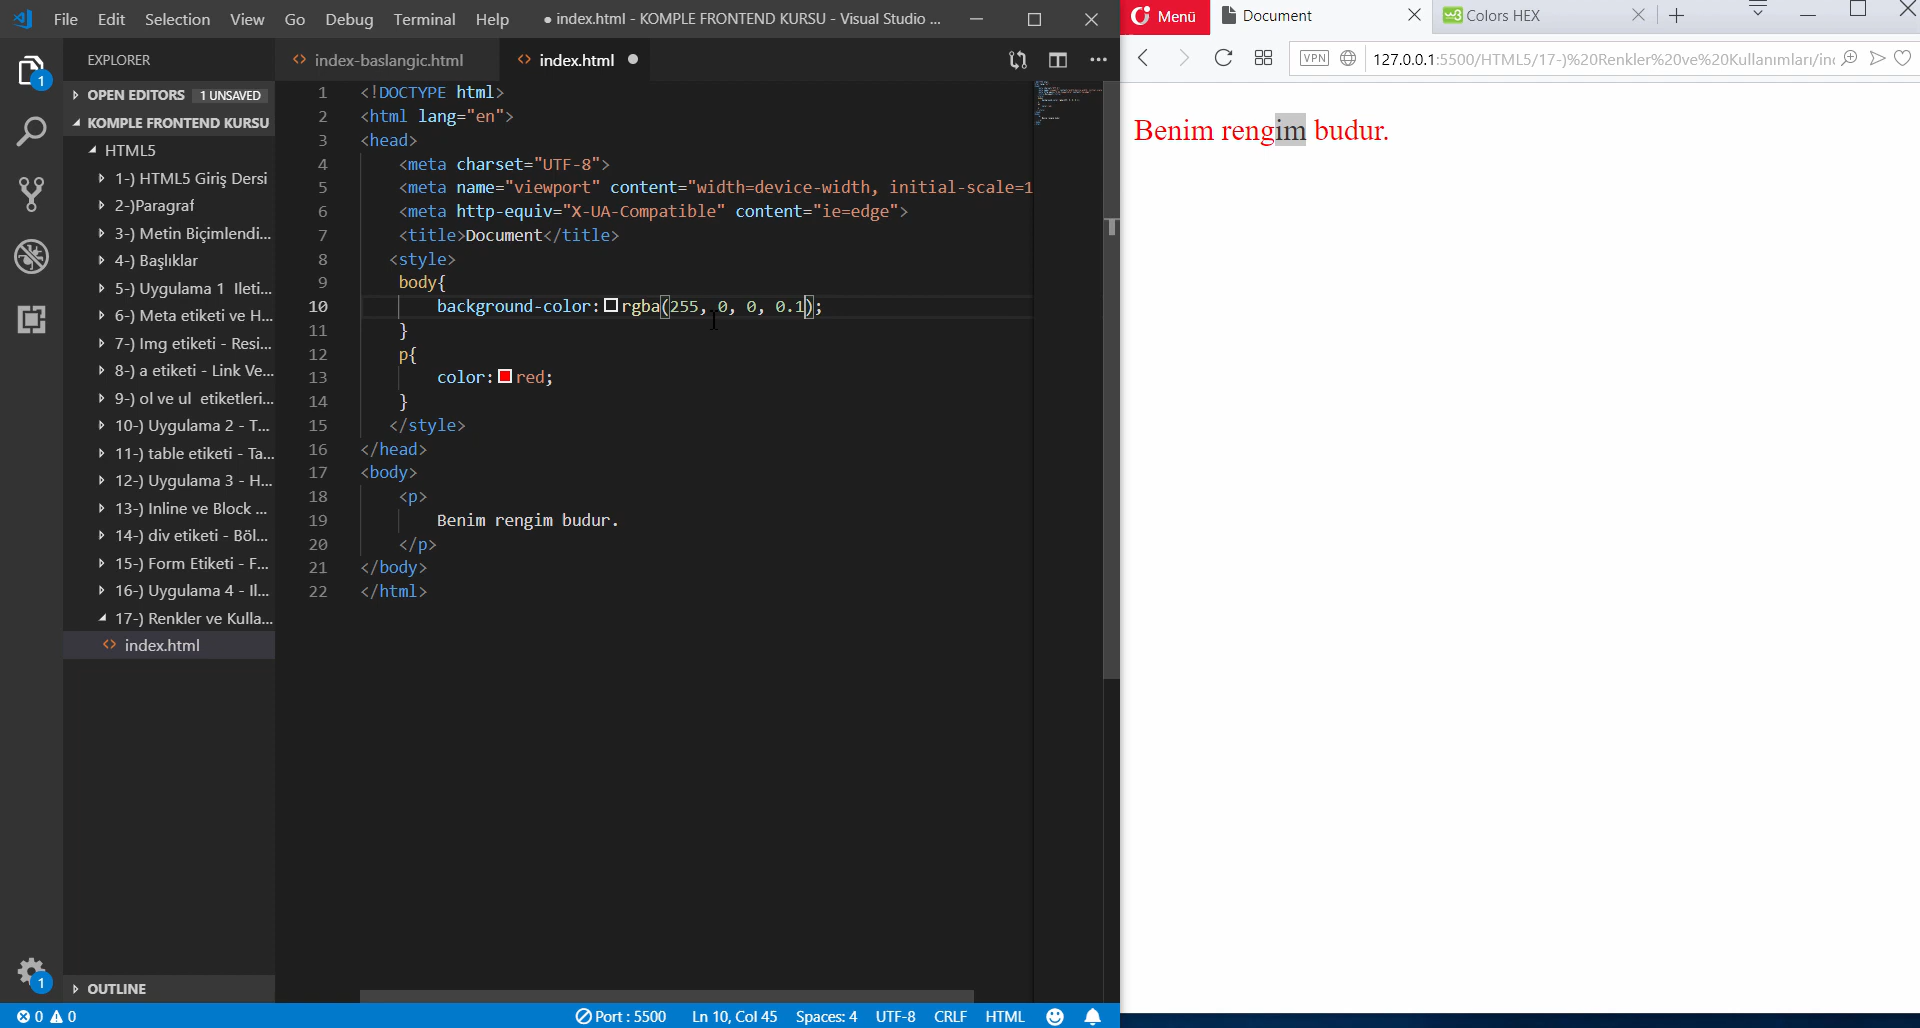 File Edit Selection View Go Debug Terminal Help ● index.html - KOMPLE FRONTEND KURSU - Visual Studio ...
EXPLORER
OPEN EDITORS 1 UNSAVED
KOMPLE FRONTEND KURSU
HTML5
1-) HTML5 Giriş Dersi
2-)Paragraf
3-) Metin Biçimlendi...
4-) Başlıklar
5-) Uygulama 1 İleti...
6-) Meta etiketi ve H...
7-) Img etiketi - Resi...
8-) a etiketi - Link Ve...
9-) ol ve ul etiketleri...
10-) Uygulama 2 - T...
11-) table etiketi - Ta...
12-) Uygulama 3 - H...
13-) Inline ve Block ...
14-) div etiketi - Böl...
15-) Form Etiketi - F...
16-) Uygulama 4 - Il...
17-) Renkler ve Kulla...
index.html
OUTLINE
1
1
index-baslangic.html index.html
1 <!DOCTYPE html>
2 <html lang="en">
3 <head>
4 <meta charset="UTF-8">
5 <meta name="viewport" content="width=device-width, initial-scale=1
6 <meta http-equiv="X-UA-Compatible" content="ie=edge">
7 <title>Document</title>
8 <style>
9 body{
10 background-color: rgba(255, 0, 0, 0.1);
11 }
12 p{
13 color: red;
14 }
15 </style>
16 </head>
17 <body>
18 <p>
19 Benim rengim budur.
20 </p>
21 </body>
22 </html>
0 0 Port : 5500 Ln 10, Col 45 Spaces: 4 UTF-8 CRLF HTML
Menü Document Colors HEX
VPN 127.0.0.1:5500/HTML5/17-)%20Renkler%20ve%20Kullanımları/in
Benim rengim budur.